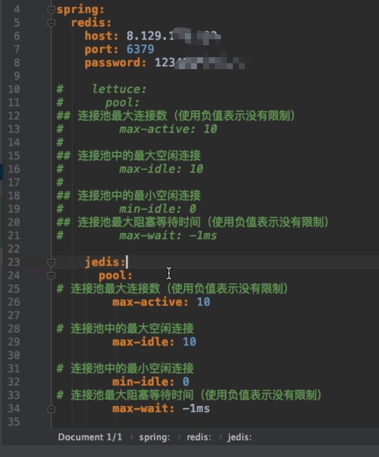 4 spring:
5 redis:
6 host: 8.129.1
7 port: 6379
8 password: 1234
9
10 # lettuce:
11 # pool:
12 ## 连接池最大连接数（使用负值表示没有限制）
13 # max-active: 10
14 #
15 ## 连接池中的最大空闲连接
16 # max-idle: 10
17 #
18 ## 连接池中的最小空闲连接
19 # min-idle: 0
20 ## 连接池最大阻塞等待时间（使用负值表示没有限制）
21 # max-wait: -1ms
22
23 jedis:
24 pool:
25 # 连接池最大连接数（使用负值表示没有限制）
26 max-active: 10
27
28 # 连接池中的最大空闲连接
29 max-idle: 10
30
31 # 连接池中的最小空闲连接
32 min-idle: 0
33 # 连接池最大阻塞等待时间（使用负值表示没有限制）
34 max-wait: -1ms
35
Document 1/1 › spring: › redis: › jedis: